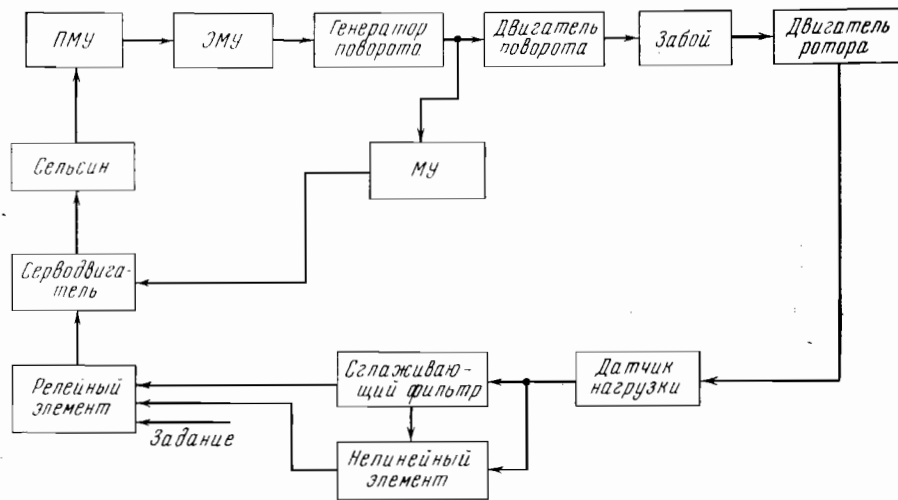 ПМУ
ЭМУ
Генератор
поворота
Двигатель
поворота
Забой
Двигатель
ротора
Сельсин
МУ
Серводвига-
тель
Релейный
элемент
Сглаживаю-
щий фильтр
Датчик
нагрузки
Задание
Нелинейный
элемент